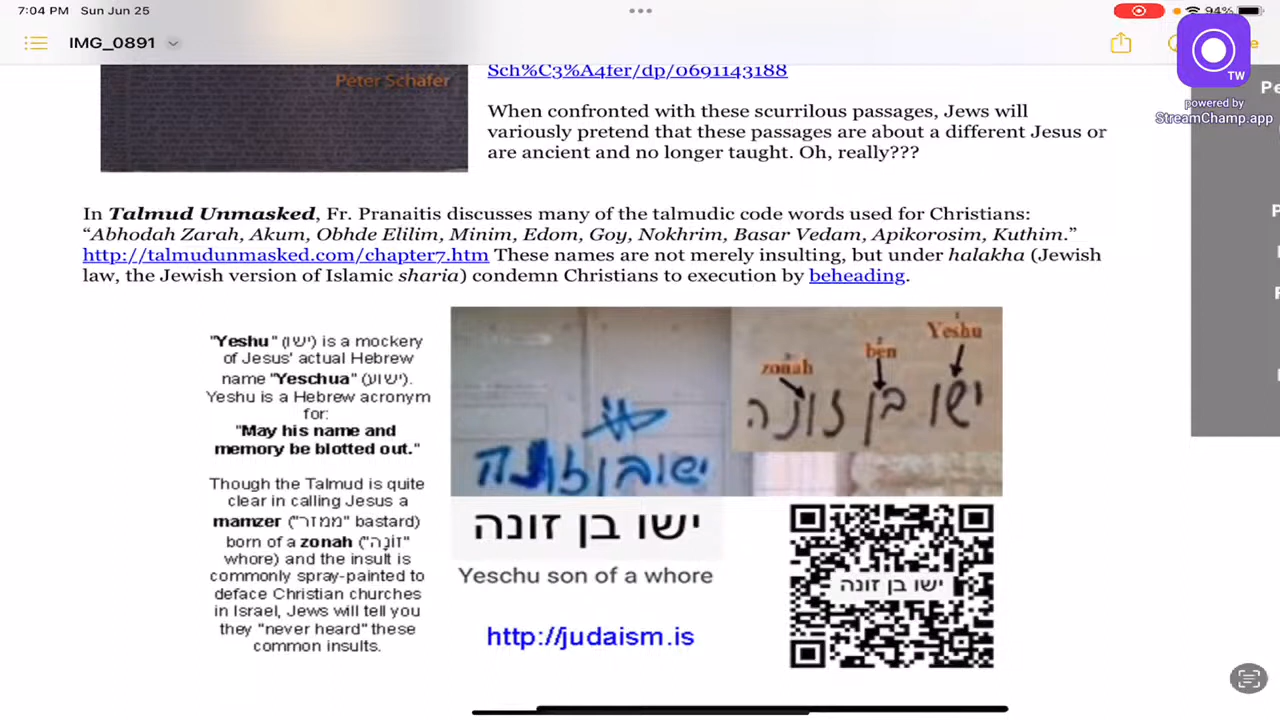 7:04 PM Sun Jun 25
94%
IMG_0891
TW
powered by
StreamChamp.app
Peter Schäfer
Sch%C3%A4fer/dp/0691143188
When confronted with these scurrilous passages, Jews will
variously pretend that these passages are about a different Jesus or
are ancient and no longer taught. Oh, really???
In Talmud Unmasked, Fr. Pranaitis discusses many of the talmudic code words used for Christians:
“Abhodah Zarah, Akum, Obhde Elilim, Minim, Edom, Goy, Nokhrim, Basar Vedam, Apikorosim, Kuthim.”
http://talmudunmasked.com/chapter7.htm These names are not merely insulting, but under halakha (Jewish
law, the Jewish version of Islamic sharia) condemn Christians to execution by beheading.
"Yeshu" (ישו) is a mockery
of Jesus' actual Hebrew
name "Yeschua" (ישוע).
Yeshu is a Hebrew acronym
for:
"May his name and
memory be blotted out."
Though the Talmud is quite
clear in calling Jesus a
mamzer ("ממזר" bastard)
born of a zonah ("זוֹנָה"
whore) and the insult is
commonly spray-painted to
deface Christian churches
in Israel, Jews will tell you
they "never heard" these
common insults.
ישו בן זונה
1 Yeshu
2 ben
3 zonah
ישו בן זונה
ישו בן זונה
Yeschu son of a whore
http://judaism.is
ישו בן זונה